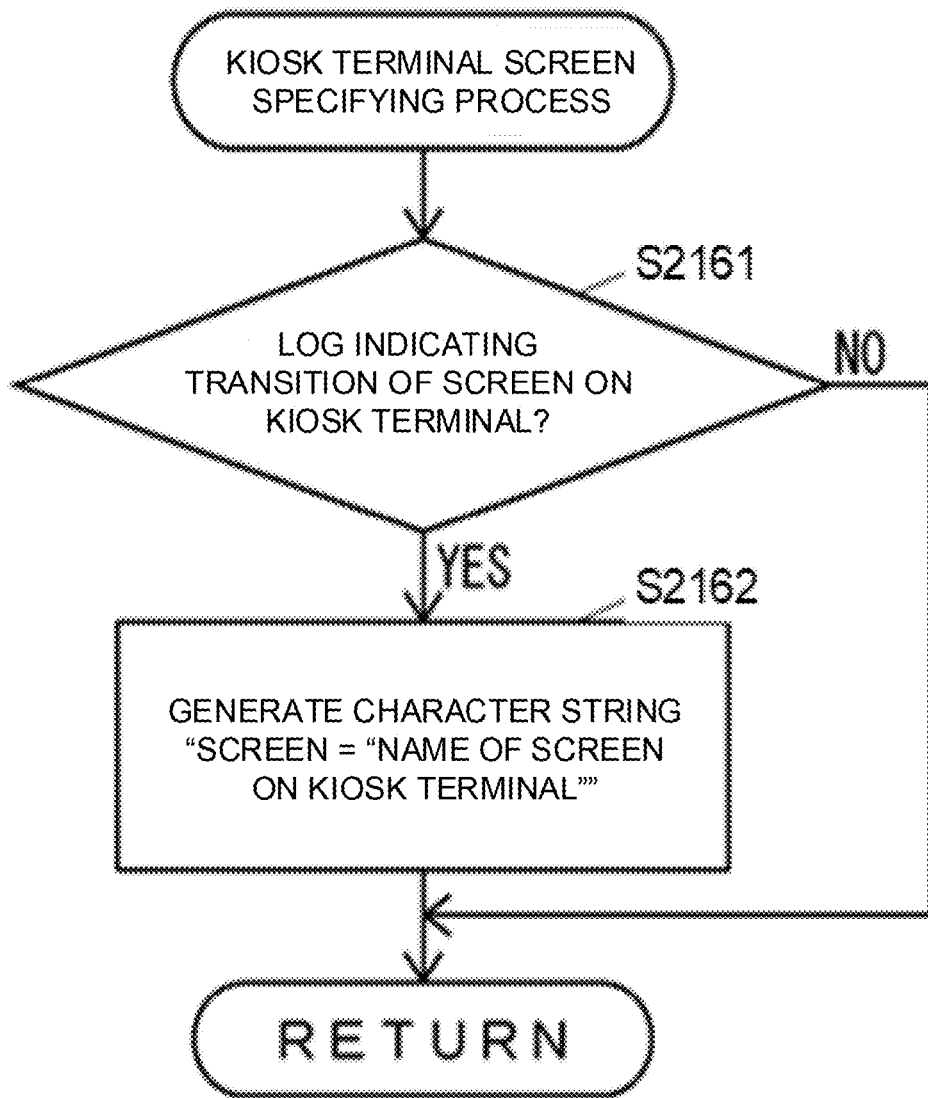 KIOSK TERMINAL SCREEN
SPECIFYING PROCESS
S2161
LOG INDICATING
TRANSITION OF SCREEN ON
KIOSK TERMINAL?
NO
YES
S2162
GENERATE CHARACTER STRING
“SCREEN = “NAME OF SCREEN
ON KIOSK TERMINAL””
RETURN